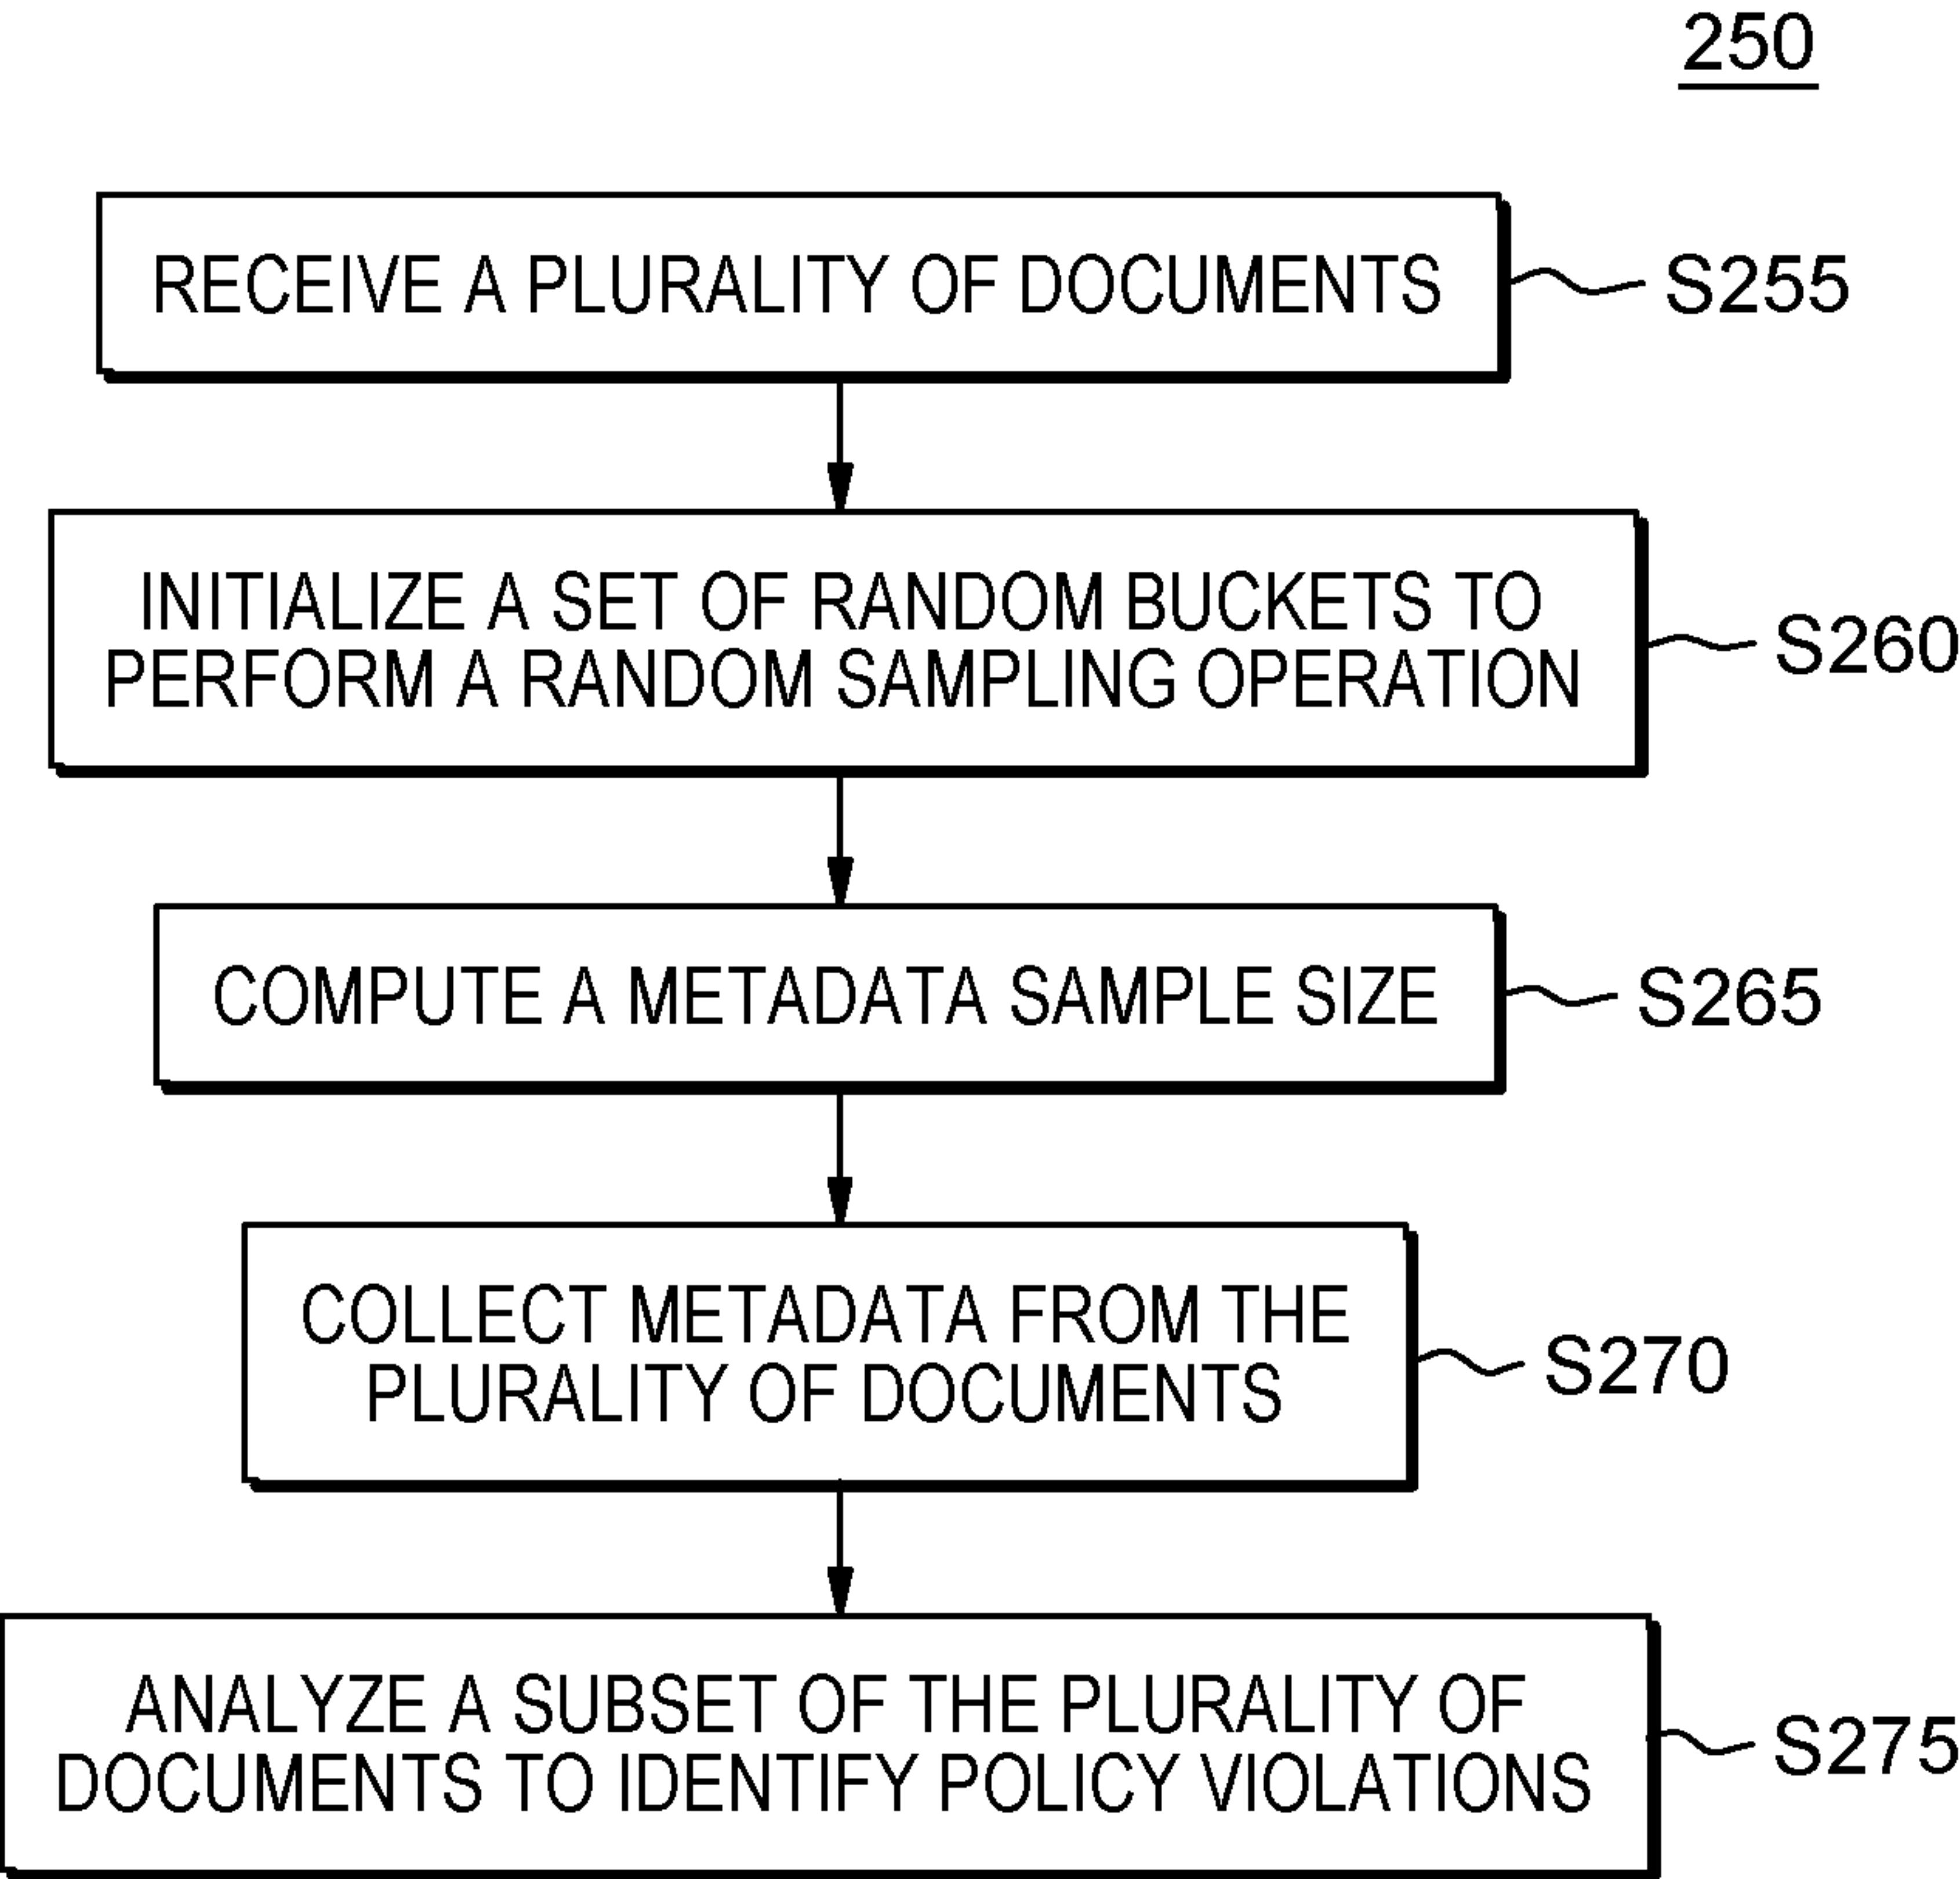 250
RECEIVE A PLURALITY OF DOCUMENTS
S255
INITIALIZE A SET OF RANDOM BUCKETS TO
PERFORM A RANDOM SAMPLING OPERATION
S260
COMPUTE A METADATA SAMPLE SIZE
S265
COLLECT METADATA FROM THE
PLURALITY OF DOCUMENTS
S270
ANALYZE A SUBSET OF THE PLURALITY OF
DOCUMENTS TO IDENTIFY POLICY VIOLATIONS
S275